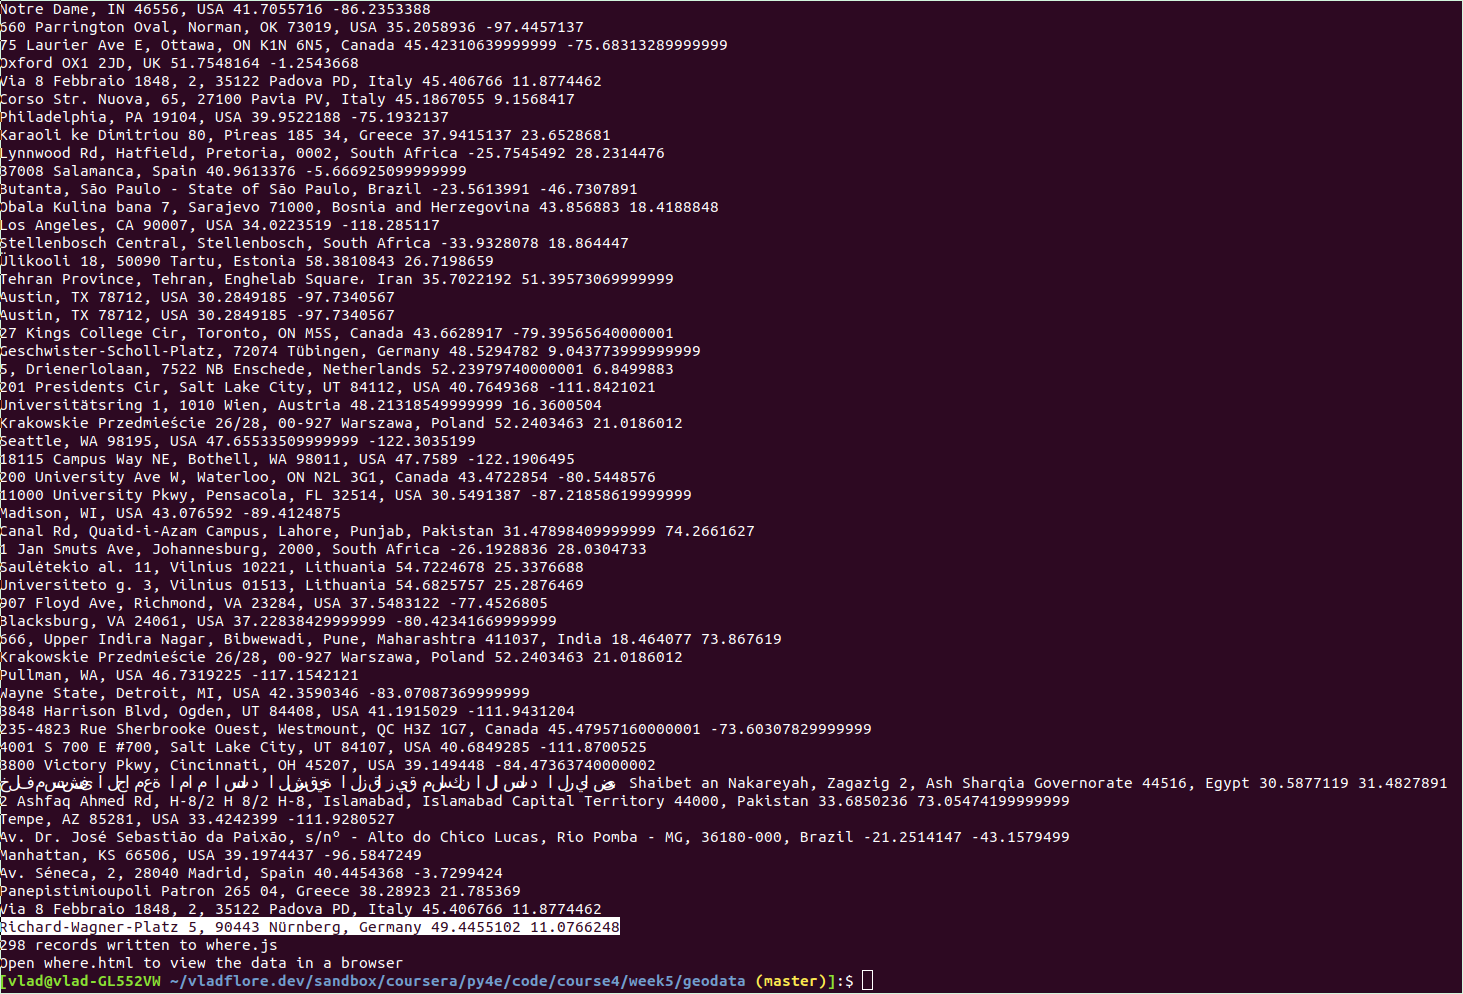 Notre Dame, IN 46556, USA 41.7055716 -86.2353388
660 Parrington Oval, Norman, OK 73019, USA 35.2058936 -97.4457137
75 Laurier Ave E, Ottawa, ON K1N 6N5, Canada 45.42310639999999 -75.68313289999999
Oxford OX1 2JD, UK 51.7548164 -1.2543668
Via 8 Febbraio 1848, 2, 35122 Padova PD, Italy 45.406766 11.8774462
Corso Str. Nuova, 65, 27100 Pavia PV, Italy 45.1867055 9.1568417
Philadelphia, PA 19104, USA 39.9522188 -75.1932137
Karaoli ke Dimitriou 80, Pireas 185 34, Greece 37.9415137 23.6528681
Lynnwood Rd, Hatfield, Pretoria, 0002, South Africa -25.7545492 28.2314476
37008 Salamanca, Spain 40.9613376 -5.666925099999999
Butanta, São Paulo - State of São Paulo, Brazil -23.5613991 -46.7307891
Obala Kulina bana 7, Sarajevo 71000, Bosnia and Herzegovina 43.856883 18.4188848
Los Angeles, CA 90007, USA 34.0223519 -118.285117
Stellenbosch Central, Stellenbosch, South Africa -33.9328078 18.864447
Ülikooli 18, 50090 Tartu, Estonia 58.3810843 26.7198659
Tehran Province, Tehran, Enghelab Square، Iran 35.7022192 51.39573069999999
Austin, TX 78712, USA 30.2849185 -97.7340567
Austin, TX 78712, USA 30.2849185 -97.7340567
27 Kings College Cir, Toronto, ON M5S, Canada 43.6628917 -79.39565640000001
Geschwister-Scholl-Platz, 72074 Tübingen, Germany 48.5294782 9.043773999999999
5, Drienerlolaan, 7522 NB Enschede, Netherlands 52.23979740000001 6.8499883
201 Presidents Cir, Salt Lake City, UT 84112, USA 40.7649368 -111.8421021
Universitätsring 1, 1010 Wien, Austria 48.21318549999999 16.3600504
Krakowskie Przedmieście 26/28, 00-927 Warszawa, Poland 52.2403463 21.0186012
Seattle, WA 98195, USA 47.65533509999999 -122.3035199
18115 Campus Way NE, Bothell, WA 98011, USA 47.7589 -122.1906495
200 University Ave W, Waterloo, ON N2L 3G1, Canada 43.4722854 -80.5448576
11000 University Pkwy, Pensacola, FL 32514, USA 30.5491387 -87.21858619999999
Madison, WI, USA 43.076592 -89.4124875
Canal Rd, Quaid-i-Azam Campus, Lahore, Punjab, Pakistan 31.47898409999999 74.2661627
1 Jan Smuts Ave, Johannesburg, 2000, South Africa -26.1928836 28.0304733
Saulėtekio al. 11, Vilnius 10221, Lithuania 54.7224678 25.3376688
Universiteto g. 3, Vilnius 01513, Lithuania 54.6825757 25.2876469
907 Floyd Ave, Richmond, VA 23284, USA 37.5483122 -77.4526805
Blacksburg, VA 24061, USA 37.22838429999999 -80.42341669999999
666, Upper Indira Nagar, Bibwewadi, Pune, Maharashtra 411037, India 18.464077 73.867619
Krakowskie Przedmieście 26/28, 00-927 Warszawa, Poland 52.2403463 21.0186012
Pullman, WA, USA 46.7319225 -117.1542121
Wayne State, Detroit, MI, USA 42.3590346 -83.07087369999999
3848 Harrison Blvd, Ogden, UT 84408, USA 41.1915029 -111.9431204
235-4823 Rue Sherbrooke Ouest, Westmount, QC H3Z 1G7, Canada 45.47957160000001 -73.60307829999999
4001 S 700 E #700, Salt Lake City, UT 84107, USA 40.6849285 -111.8700525
3800 Victory Pkwy, Cincinnati, OH 45207, USA 39.149448 -84.47363740000002
Shaibet an Nakareyah, Zagazig 2, Ash Sharqia Governorate 44516, Egypt 30.5877119 31.4827891
2 Ashfaq Ahmed Rd, H-8/2 H 8/2 H-8, Islamabad, Islamabad Capital Territory 44000, Pakistan 33.6850236 73.05474199999999
Tempe, AZ 85281, USA 33.4242399 -111.9280527
Av. Dr. José Sebastião da Paixão, s/nº - Alto do Chico Lucas, Rio Pomba - MG, 36180-000, Brazil -21.2514147 -43.1579499
Manhattan, KS 66506, USA 39.1974437 -96.5847249
Av. Séneca, 2, 28040 Madrid, Spain 40.4454368 -3.7299424
Panepistimioupoli Patron 265 04, Greece 38.28923 21.785369
Via 8 Febbraio 1848, 2, 35122 Padova PD, Italy 45.406766 11.8774462
Richard-Wagner-Platz 5, 90443 Nürnberg, Germany 49.4455102 11.0766248
298 records written to where.js
Open where.html to view the data in a browser
[vlad@vlad-GL552VW ~/vladflore.dev/sandbox/coursera/py4e/code/course4/week5/geodata (master)]:$